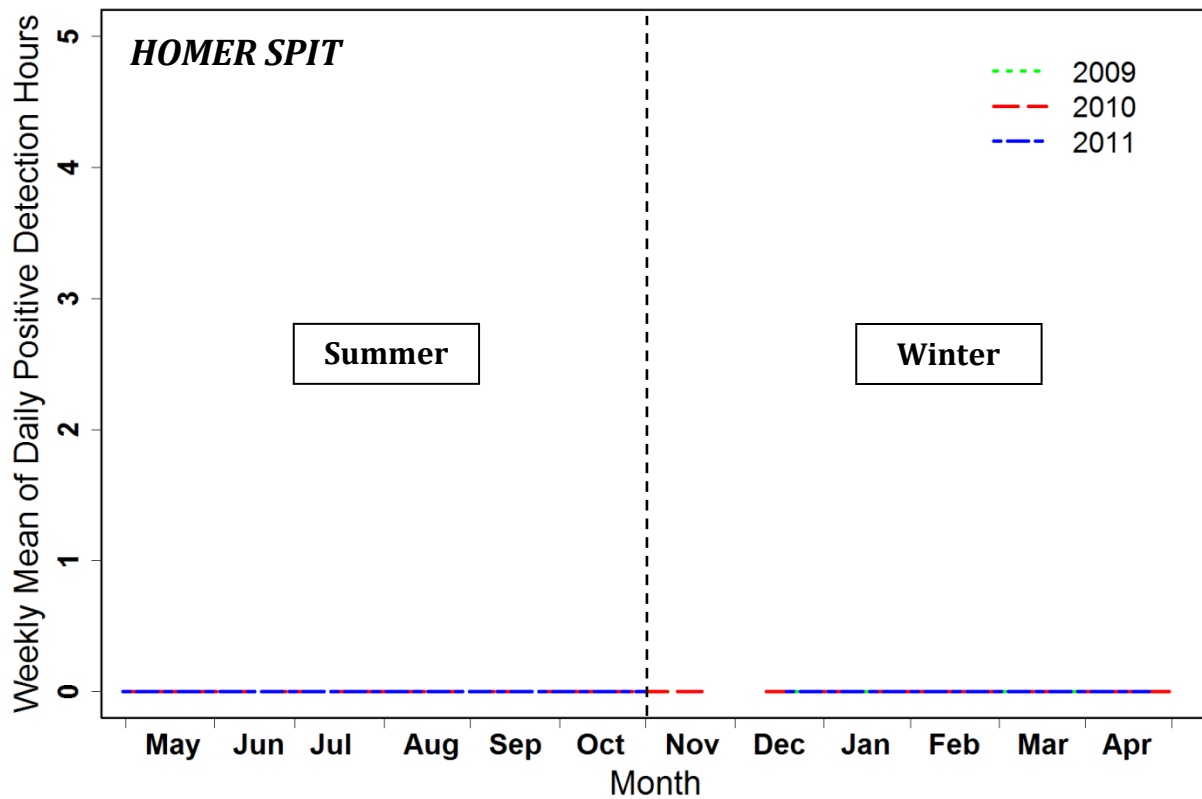 HOMER SPIT
2009
2010
2011
Weekly Mean of Daily Positive Detection Hours
5
4
3
2
1
0
Summer
Winter
May Jun Jul Aug Sep Oct Nov Dec Jan Feb Mar Apr
Month